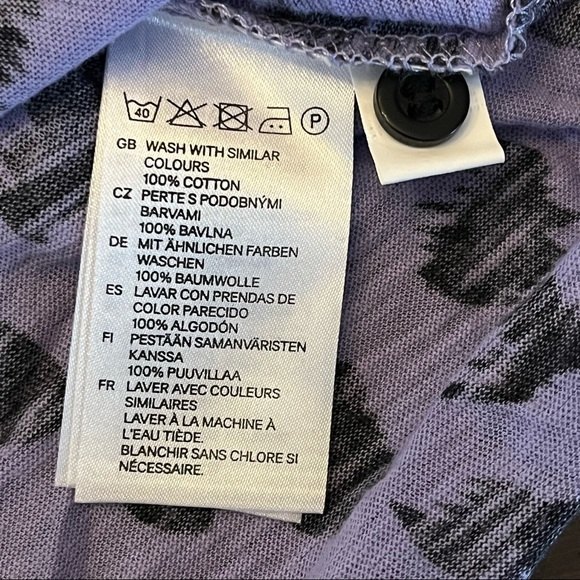 40 P
GB WASH WITH SIMILAR
COLOURS
100% COTTON
CZ PERTE S PODOBNÝMI
BARVAMI
100% BAVLNA
DE MIT ÄHNLICHEN FARBEN
WASCHEN
100% BAUMWOLLE
ES LAVAR CON PRENDAS DE
COLOR PARECIDO
100% ALGODÓN
FI PESTÄÄN SAMANVÄRISTEN
KANSSA
100% PUUVILLAA
FR LAVER AVEC COULEURS
SIMILAIRES
LAVER À LA MACHINE À
L'EAU TIÈDE.
BLANCHIR SANS CHLORE SI
NÉCESSAIRE.